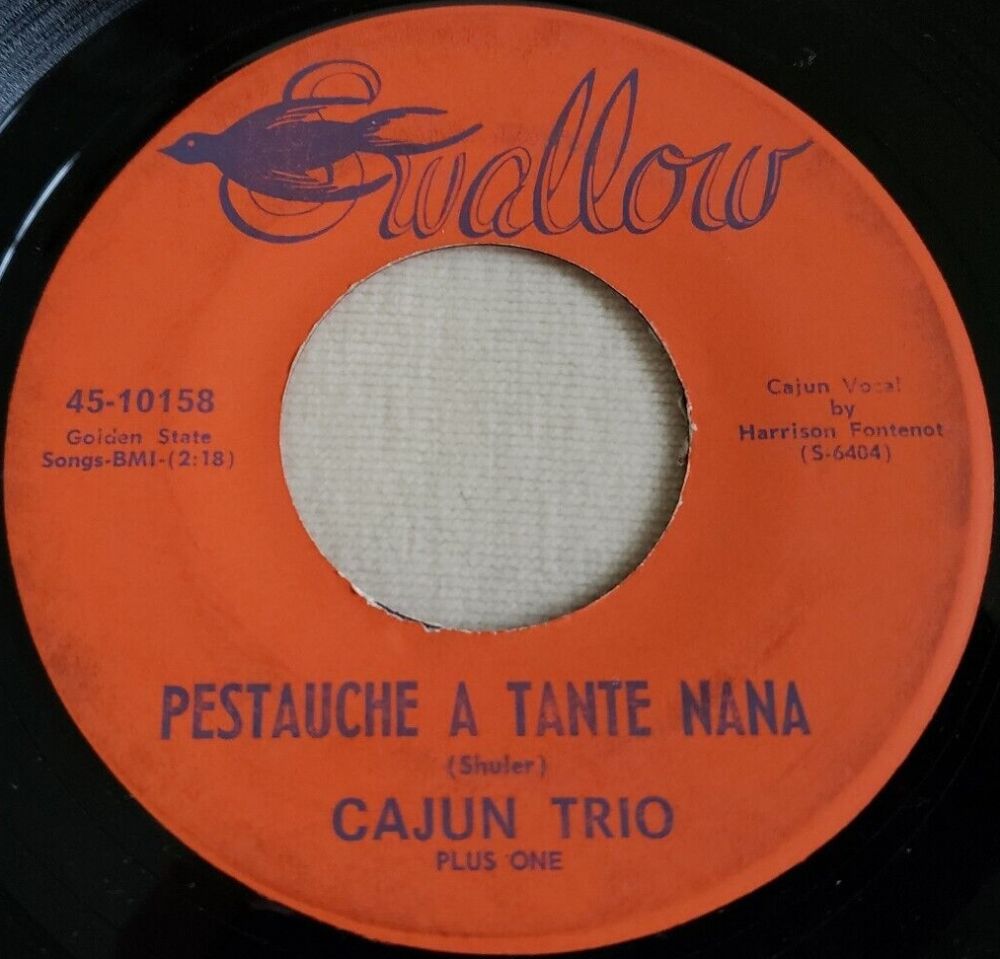 Swallow
45-10158
Golden State
Songs-BMI-(2:18)
Cajun Vocal
by
Harrison Fontenot
(S-6404)
PESTAUCHE A TANTE NANA
(Shuler)
CAJUN TRIO
PLUS ONE